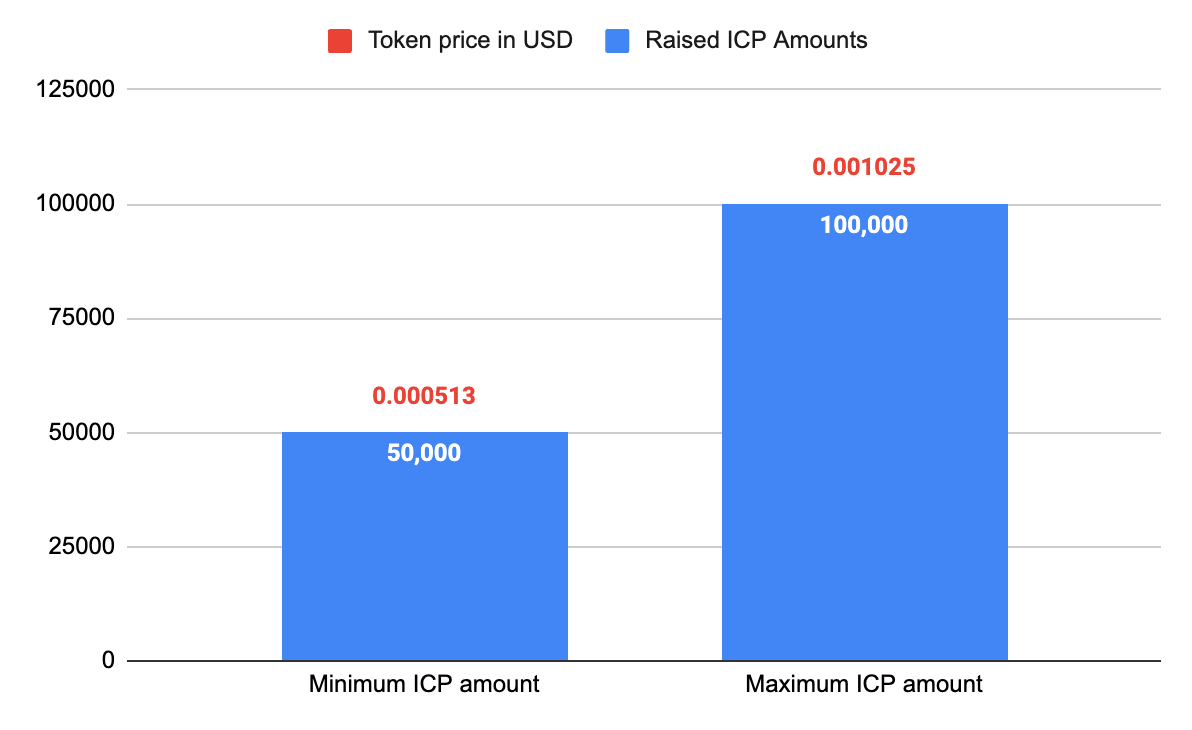 Token price in USD
Raised ICP Amounts
125000
100000
75000
50000
25000
0
0.000513
50,000
0.001025
100,000
Minimum ICP amount
Maximum ICP amount